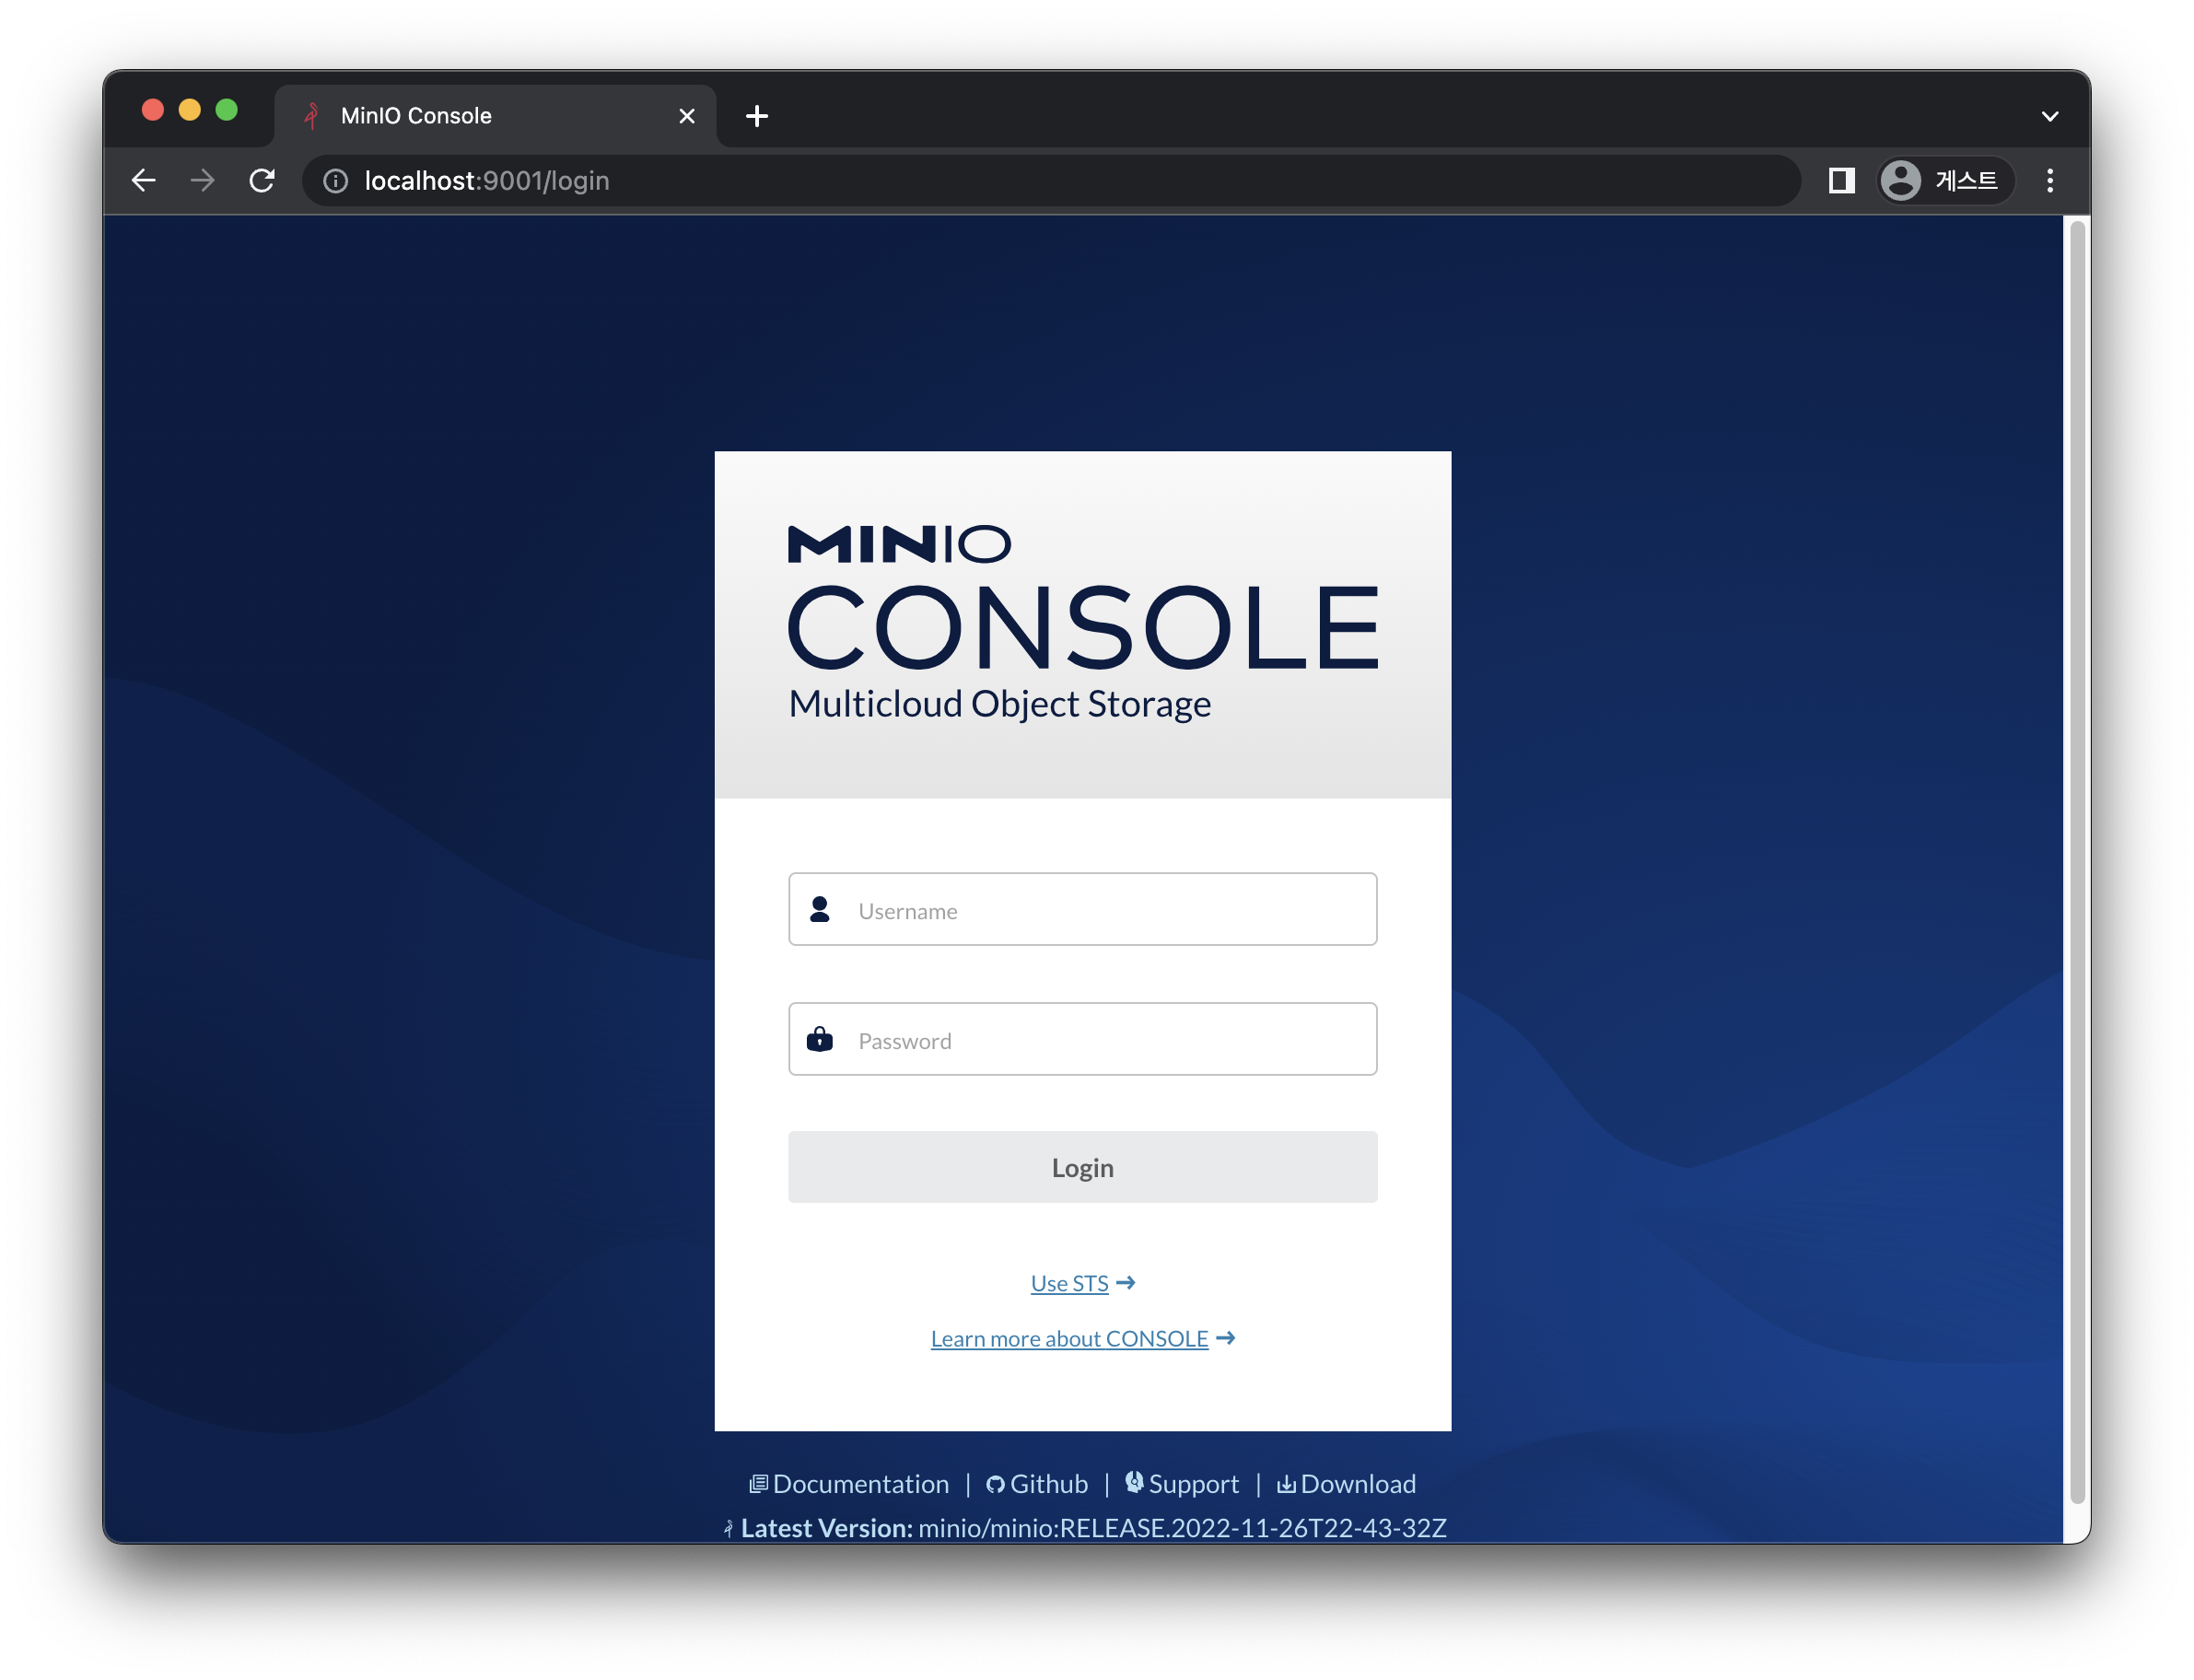 MinIO Console
localhost:9001/login
게스트
MINIO
CONSOLE
Multicloud Object Storage
Username
Password
Login
Use STS
Learn more about CONSOLE
Documentation | Github | Support | Download
Latest Version: minio/minio:RELEASE.2022-11-26T22-43-32Z